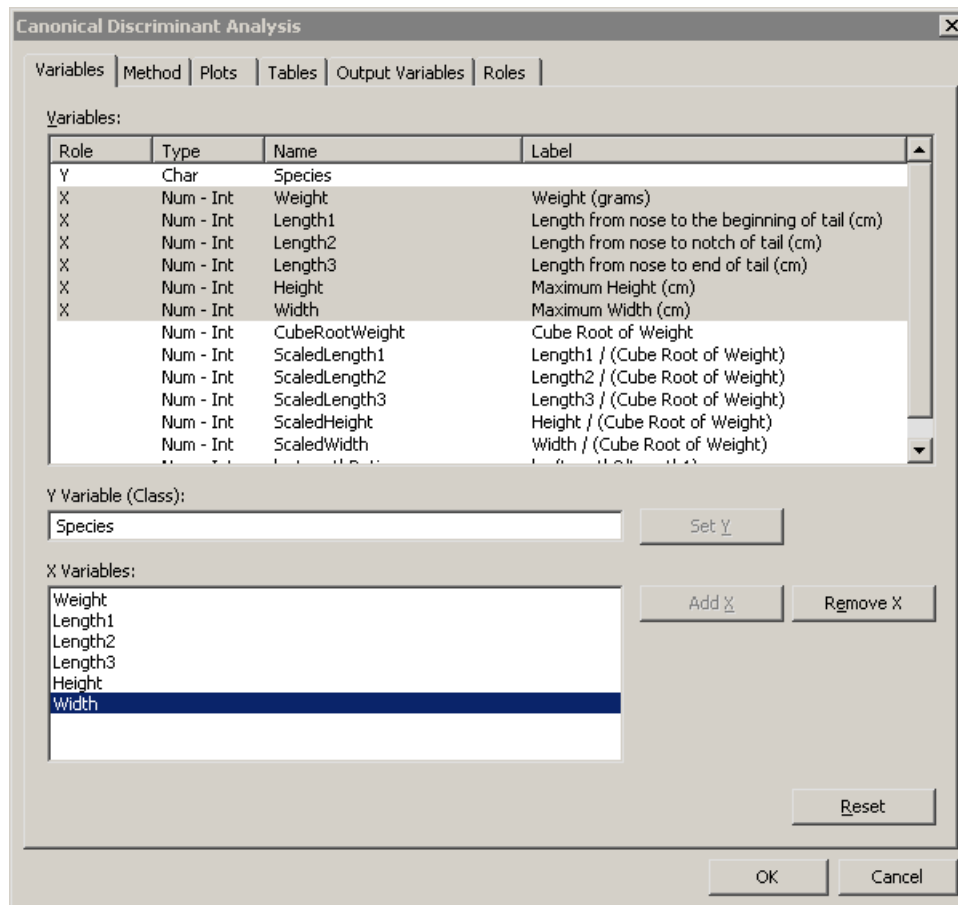 Canonical Discriminant Analysis
Variables Method Plots Tables Output Variables Roles
Variables:
Role Type Name Label
Y Char Species
X Num - Int Weight Weight (grams)
X Num - Int Length1 Length from nose to the beginning of tail (cm)
X Num - Int Length2 Length from nose to notch of tail (cm)
X Num - Int Length3 Length from nose to end of tail (cm)
X Num - Int Height Maximum Height (cm)
X Num - Int Width Maximum Width (cm)
Num - Int CubeRootWeight Cube Root of Weight
Num - Int ScaledLength1 Length1 / (Cube Root of Weight)
Num - Int ScaledLength2 Length2 / (Cube Root of Weight)
Num - Int ScaledLength3 Length3 / (Cube Root of Weight)
Num - Int ScaledHeight Height / (Cube Root of Weight)
Num - Int ScaledWidth Width / (Cube Root of Weight)
Y Variable (Class):
Species Set Y
X Variables:
Weight Add X Remove X
Length1
Length2
Length3
Height
Width
Reset
OK Cancel